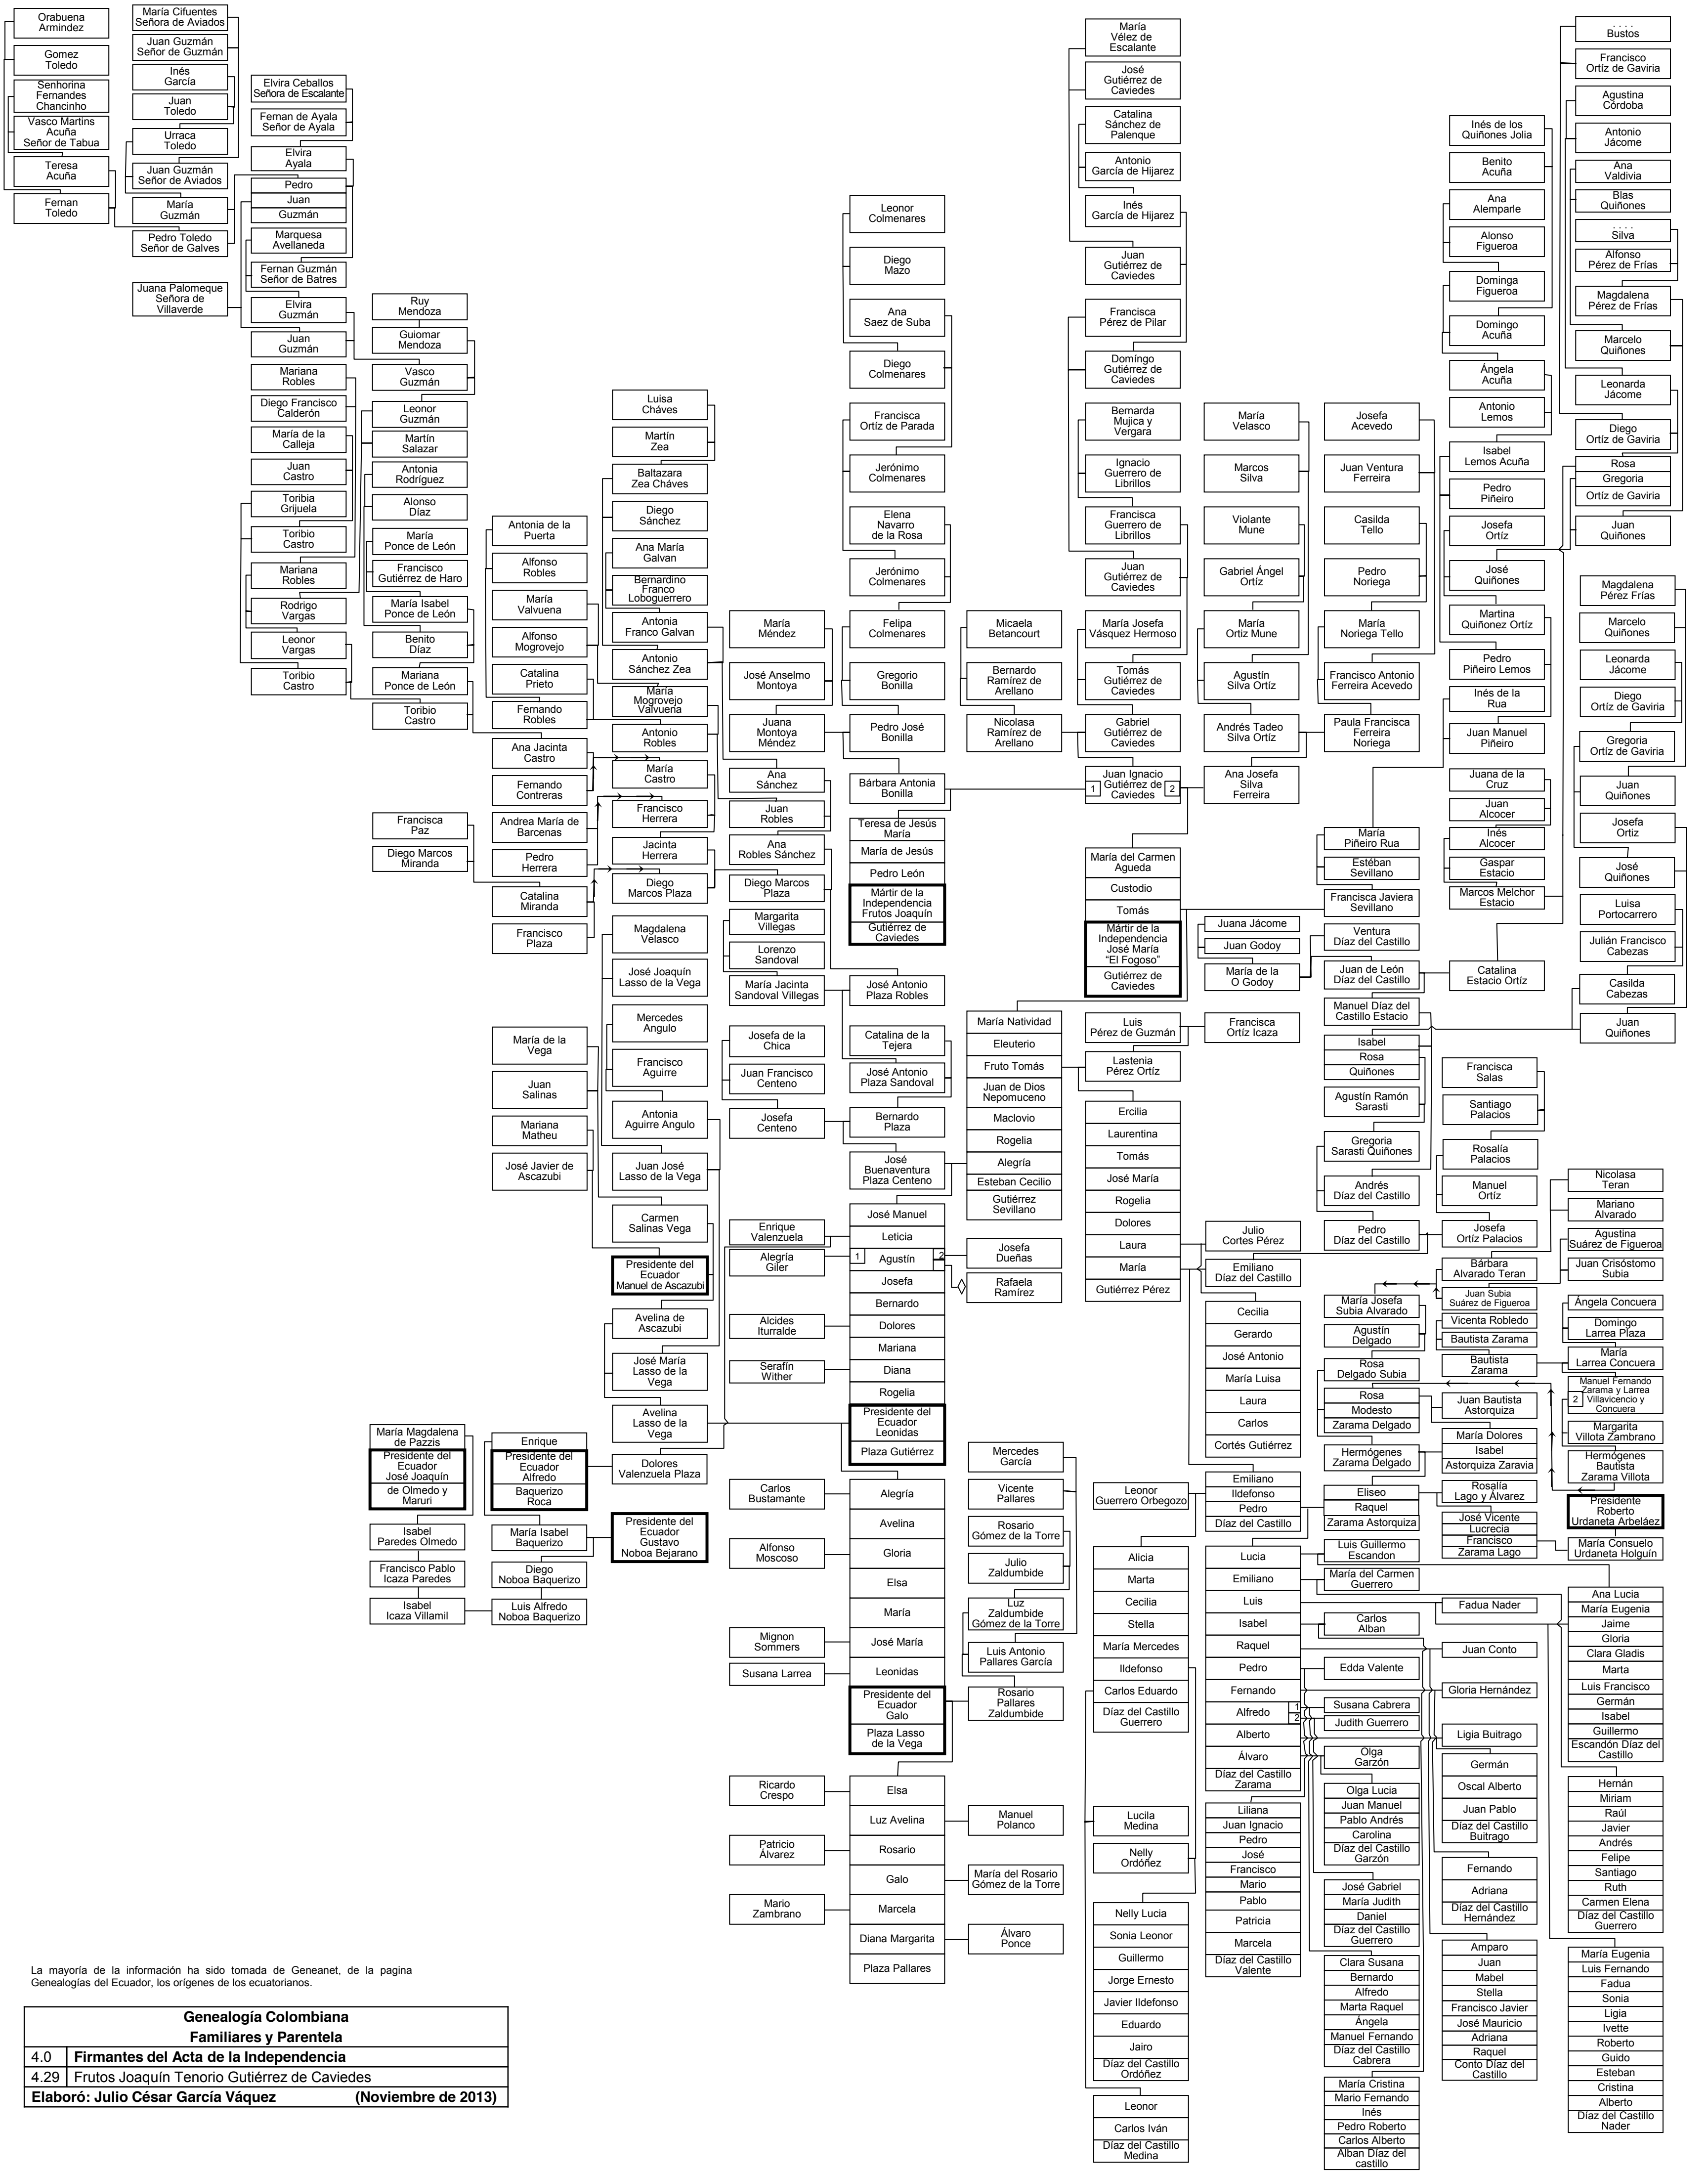 Orabuena
Armindez
Gomez
Toledo
Senhorina
Fernandes
Chancinho
Vasco Martins
Acuña
Señor de Tabua
Teresa
Acuña
Fernan
Toledo
María Cifuentes
Señora de Aviados
Juan Guzmán
Señor de Guzmán
Inés
García
Juan
Toledo
Urraca
Toledo
Juan Guzmán
Señor de Aviados
María
Guzmán
Pedro Toledo
Señor de Galves
Juana Palomeque
Señora de
Villaverde
Elvira Ceballos
Señora de Escalante
Fernan de Ayala
Señor de Ayala
Elvira
Ayala
Pedro
Juan
Guzmán
Marquesa
Avellaneda
Fernan Guzmán
Señor de Batres
Elvira
Guzmán
Juan
Guzmán
Mariana
Robles
Diego Francisco
Calderón
María de la
Calleja
Juan
Castro
Toribia
Grijuela
Toribio
Castro
Mariana
Robles
Rodrigo
Vargas
Leonor
Vargas
Toribio
Castro
Ruy
Mendoza
Guiomar
Mendoza
Vasco
Guzmán
Leonor
Guzmán
Martín
Salazar
Antonia
Rodríguez
Alonso
Díaz
María
Ponce de León
Francisco
Gutiérrez de Haro
María Isabel
Ponce de León
Benito
Díaz
Mariana
Ponce de León
Toribio
Castro
Francisca
Paz
Diego Marcos
Miranda
Antonia de la
Puerta
Alfonso
Robles
María
Valvuena
Alfonso
Mogrovejo
Catalina
Prieto
Fernando
Robles
Ana Jacinta
Castro
Fernando
Contreras
Andrea María de
Barcenas
Pedro
Herrera
Catalina
Miranda
Francisco
Plaza
María de la
Vega
Juan
Salinas
Mariana
Matheu
José Javier de
Ascazubi
Luisa
Cháves
Martín
Zea
Baltazara
Zea Cháves
Diego
Sánchez
Ana María
Galvan
Bernardino
Franco
Loboguerrero
Antonia
Franco Galvan
Antonio
Sánchez Zea
María
Mogrovejo
Valvuena
Antonio
Robles
María
Castro
Francisco
Herrera
Jacinta
Herrera
Diego
Marcos Plaza
Magdalena
Velasco
José Joaquín
Lasso de la Vega
Mercedes
Angulo
Francisco
Aguirre
Antonia
Aguirre Angulo
Juan José
Lasso de la Vega
Carmen
Salinas Vega
Presidente del
Ecuador
Manuel de Ascazubi
Avelina de
Ascazubi
José María
Lasso de la
Vega
Avelina
Lasso de la
Vega
Dolores
Valenzuela Plaza
Presidente del
Ecuador
Gustavo
Noboa Bejarano
María Magdalena
de Pazzis
Presidente del
Ecuador
José Joaquín
de Olmedo y
Maruri
Isabel
Paredes Olmedo
Francisco Pablo
Icaza Paredes
Isabel
Icaza Villamil
Enrique
Presidente del
Ecuador
Alfredo
Baquerizo
Roca
María Isabel
Baquerizo
Diego
Noboa Baquerizo
Luis Alfredo
Noboa Baquerizo
María
Méndez
José Anselmo
Montoya
Juana
Montoya
Méndez
Ana
Sánchez
Juan
Robles
Ana
Robles Sánchez
Diego Marcos
Plaza
Margarita
Villegas
Lorenzo
Sandoval
María Jacinta
Sandoval Villegas
Josefa de la
Chica
Juan Francisco
Centeno
Josefa
Centeno
Enrique
Valenzuela
Alegría
Giler
Alcides
Iturralde
Serafín
Wither
Carlos
Bustamante
Alfonso
Moscoso
Mignon
Sommers
Susana Larrea
Ricardo
Crespo
Patricio
Álvarez
Mario
Zambrano
Leonor
Colmenares
Diego
Mazo
Ana
Saez de Suba
Diego
Colmenares
Francisca
Ortíz de Parada
Jerónimo
Colmenares
Elena
Navarro
de la Rosa
Jerónimo
Colmenares
Felipa
Colmenares
Gregorio
Bonilla
Pedro José
Bonilla
Bárbara Antonia
Bonilla
Teresa de Jesús
María
María de Jesús
Pedro León
Mártir de la
Independencia
Frutos Joaquín
Gutiérrez de
Caviedes
José Antonio
Plaza Robles
Catalina de la
Tejera
José Antonio
Plaza Sandoval
Bernardo
Plaza
José
Buenaventura
Plaza Centeno
José Manuel
Leticia
1
Agustín
2
Josefa
Bernardo
Dolores
Mariana
Diana
Rogelia
Presidente del
Ecuador
Leonidas
Plaza Gutiérrez
Alegría
Avelina
Gloria
Elsa
María
José María
Leonidas
Presidente del
Ecuador
Galo
Plaza Lasso
de la Vega
Elsa
Luz Avelina
Rosario
Galo
Marcela
Diana Margarita
Plaza Pallares
Micaela
Betancourt
Bernardo
Ramírez de
Arellano
Nicolasa
Ramírez de
Arellano
María Natividad
Eleuterio
Fruto Tomás
Juan de Dios
Nepomuceno
Maclovio
Rogelia
Alegría
Esteban Cecilio
Gutiérrez
Sevillano
Josefa
Dueñas
Rafaela
Ramírez
Mercedes
García
Vicente
Pallares
Rosario
Gómez de la Torre
Julio
Zaldumbide
Luz
Zaldumbide
Gómez de la Torre
Luis Antonio
Pallares García
Rosario
Pallares
Zaldumbide
Manuel
Polanco
María del Rosario
Gómez de la Torre
Álvaro
Ponce
María
Vélez de
Escalante
José
Gutiérrez de
Caviedes
Catalina
Sánchez de
Palenque
Antonio
García de Hijarez
Inés
García de Hijarez
Juan
Gutiérrez de
Caviedes
Francisca
Pérez de Pilar
Domíngo
Gutiérrez de
Caviedes
Bernarda
Mujica y
Vergara
Ignacio
Guerrero de
Librillos
Francisca
Guerrero de
Librillos
Juan
Gutiérrez de
Caviedes
María Josefa
Vásquez Hermoso
Tomás
Gutiérrez de
Caviedes
Gabriel
Gutiérrez de
Caviedes
Juan Ignacio
1
Gutiérrez de
2
Caviedes
María del Carmen
Agueda
Custodio
Tomás
Mártir de la
Independencia
José María
"El Fogoso"
Gutiérrez de
Caviedes
Luis
Pérez de Guzmán
Lastenia
Pérez Ortíz
Ercilia
Laurentina
Tomás
José María
Rogelia
Dolores
Laura
María
Gutiérrez Pérez
Leonor
Guerrero Orbegozo
Alicia
Marta
Cecilia
Stella
María Mercedes
Ildefonso
Carlos Eduardo
Díaz del Castillo
Guerrero
Lucila
Medina
Nelly
Ordóñez
Nelly Lucia
Sonia Leonor
Guillermo
Jorge Ernesto
Javier Ildefonso
Eduardo
Jairo
Díaz del Castillo
Ordóñez
Leonor
Carlos Iván
Díaz del Castillo
Medina
María
Velasco
Marcos
Silva
Violante
Mune
Gabriel Ángel
Ortíz
María
Ortiz Mune
Agustín
Silva Ortíz
Andrés Tadeo
Silva Ortíz
Ana Josefa
Silva
Ferreira
Juana Jácome
Juan Godoy
María de la
O Godoy
Francisca
Ortíz Icaza
Julio
Cortes Pérez
Emiliano
Díaz del Castillo
Cecilia
Gerardo
José Antonio
María Luisa
Laura
Carlos
Cortés Gutiérrez
Emiliano
Ildefonso
Pedro
Díaz del Castillo
Lucia
Emiliano
Luis
Isabel
Raquel
Pedro
Fernando
Alfredo
1
2
Alberto
Álvaro
Díaz del Castillo
Zarama
Liliana
Juan Ignacio
Pedro
José
Francisco
Mario
Pablo
Patricia
Marcela
Díaz del Castillo
Valente
Josefa
Acevedo
Juan Ventura
Ferreira
Casilda
Tello
Pedro
Noriega
María
Noriega Tello
Francisco Antonio
Ferreira Acevedo
Paula Francisca
Ferreira
Noriega
María
Piñeiro Rua
Estéban
Sevillano
Francisca Javiera
Sevillano
Ventura
Díaz del Castillo
Juan de León
Díaz del Castillo
Manuel Díaz del
Castillo Estacio
Isabel
Rosa
Quiñones
Agustín Ramón
Sarasti
Gregoria
Sarasti Quiñones
Andrés
Díaz del Castillo
Pedro
Díaz del Castillo
María Josefa
Subia Alvarado
Agustín
Delgado
Rosa
Delgado Subia
Rosa
Modesto
Zarama Delgado
Hermógenes
Zarama Delgado
Eliseo
Raquel
Zarama Astorquiza
Luis Guillermo
Escandon
María del Carmen
Guerrero
Carlos
Alban
Edda Valente
Susana Cabrera
Judith Guerrero
Olga
Garzón
Olga Lucia
Juan Manuel
Pablo Andrés
Carolina
Díaz del Castillo
Garzón
José Gabriel
María Judith
Daniel
Díaz del Castillo
Guerrero
Clara Susana
Bernardo
Alfredo
Marta Raquel
Ángela
Manuel Fernando
Díaz del Castillo
Cabrera
María Cristina
Mario Fernando
Inés
Pedro Roberto
Carlos Alberto
Alban Díaz del
castillo
Inés de los
Quiñones Jolia
Benito
Acuña
Ana
Alemparle
Alonso
Figueroa
Dominga
Figueroa
Domingo
Acuña
Ángela
Acuña
Antonio
Lemos
Isabel
Lemos Acuña
Pedro
Piñeiro
Josefa
Ortíz
José
Quiñones
Martina
Quiñonez Ortíz
Pedro
Piñeiro Lemos
Inés de la
Rua
Juan Manuel
Piñeiro
Juana de la
Cruz
Juan
Alcocer
Inés
Alcocer
Gaspar
Estacio
Marcos Melchor
Estacio
Catalina
Estacio Ortíz
Francisca
Salas
Santiago
Palacios
Rosalía
Palacios
Manuel
Ortíz
Josefa
Ortíz Palacios
Bárbara
Alvarado Teran
Juan Subia
Suárez de Figueroa
Vicenta Robledo
Bautista Zarama
Bautista
Zarama
Juan Bautista
Astorquiza
María Dolores
Isabel
Astorquiza Zaravia
Rosalía
Lago y Álvarez
José Vicente
Lucrecia
Francisco
Zarama Lago
Fadua Nader
Juan Conto
Gloria Hernández
Ligia Buitrago
Germán
Oscal Alberto
Juan Pablo
Díaz del Castillo
Buitrago
Fernando
Adriana
Díaz del Castillo
Hernández
Amparo
Juan
Mabel
Stella
Francisco Javier
José Mauricio
Adriana
Raquel
Conto Díaz del
Castillo
. . . .
Bustos
Francisco
Ortíz de Gaviria
Agustina
Córdoba
Antonio
Jácome
Ana
Valdivia
Blas
Quiñones
. . . .
Silva
Alfonso
Pérez de Frías
Magdalena
Pérez de Frías
Marcelo
Quiñones
Leonarda
Jácome
Diego
Ortíz de Gaviria
Rosa
Gregoria
Ortíz de Gaviria
Juan
Quiñones
Magdalena
Pérez Frías
Marcelo
Quiñones
Leonarda
Jácome
Diego
Ortíz de Gaviria
Gregoria
Ortíz de Gaviria
Juan
Quiñones
Josefa
Ortiz
José
Quiñones
Luisa
Portocarrero
Julián Francisco
Cabezas
Casilda
Cabezas
Juan
Quiñones
Nicolasa
Teran
Mariano
Alvarado
Agustina
Suárez de Figueroa
Juan Crisóstomo
Subia
Ángela Concuera
Domingo
Larrea Plaza
María
Larrea Concuera
Manuel Fernando
Zarama y Larrea
2
Villavicencio y
Concuera
Margarita
Villota Zambrano
Hermógenes
Bautista
Zarama Villota
Presidente
Roberto
Urdaneta Arbeláez
María Consuelo
Urdaneta Holguín
Ana Lucia
María Eugenia
Jaime
Gloria
Clara Gladis
Marta
Luis Francisco
Germán
Isabel
Guillermo
Escandón Díaz del
Castillo
Hernán
Miriam
Raúl
Javier
Andrés
Felipe
Santiago
Ruth
Carmen Elena
Díaz del Castillo
Guerrero
María Eugenia
Luis Fernando
Fadua
Sonia
Ligia
Ivette
Roberto
Guido
Esteban
Cristina
Alberto
Díaz del Castillo
Nader
La mayoría de la información ha sido tomada de Geneanet, de la pagina
Genealogías del Ecuador, los orígenes de los ecuatorianos.
Genealogía Colombiana
Familiares y Parentela
4.0 Firmantes del Acta de la Independencia
4.29 Frutos Joaquín Tenorio Gutiérrez de Caviedes
Elaboró: Julio César García Váquez (Noviembre de 2013)